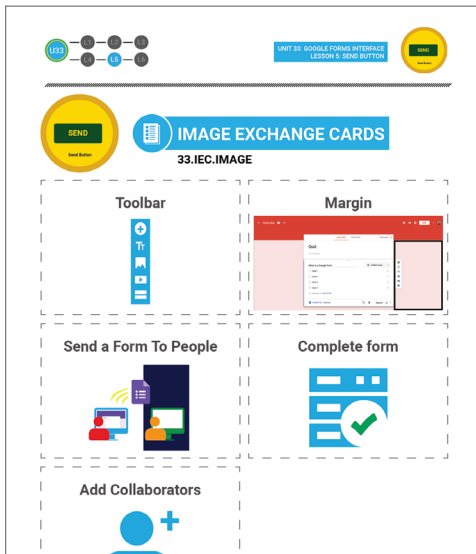 U33
L1
L2
L3
L4
L5
L6
UNIT 33: GOOGLE FORMS INTERFACE
LESSON 5: SEND BUTTON
SEND
Send Button
SEND
Send Button
IMAGE EXCHANGE CARDS
33.IEC.IMAGE
Toolbar
Margin
TT
Quiz
Send a Form To People
Complete form
Add Collaborators